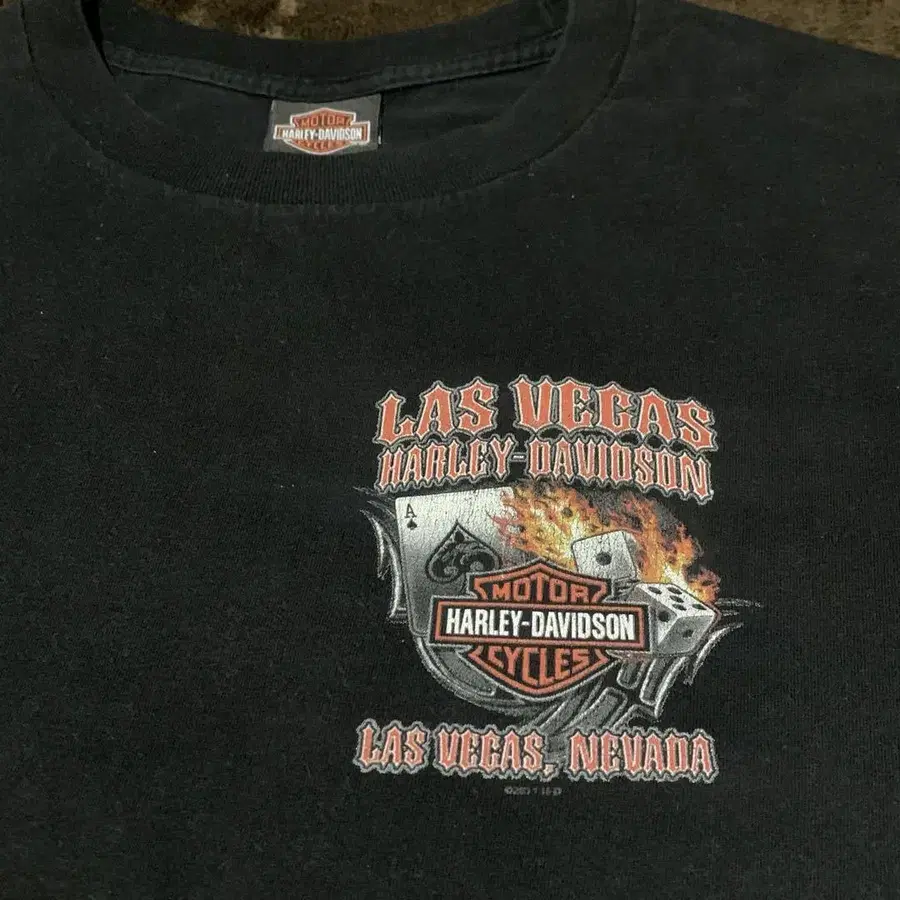 MOTOR
HARLEY-DAVIDSON
CYCLES
LAS VEGAS
HARLEY-DAVIDSON
A
MOTOR
HARLEY-DAVIDSON
CYCLES
LAS VEGAS, NEVADA